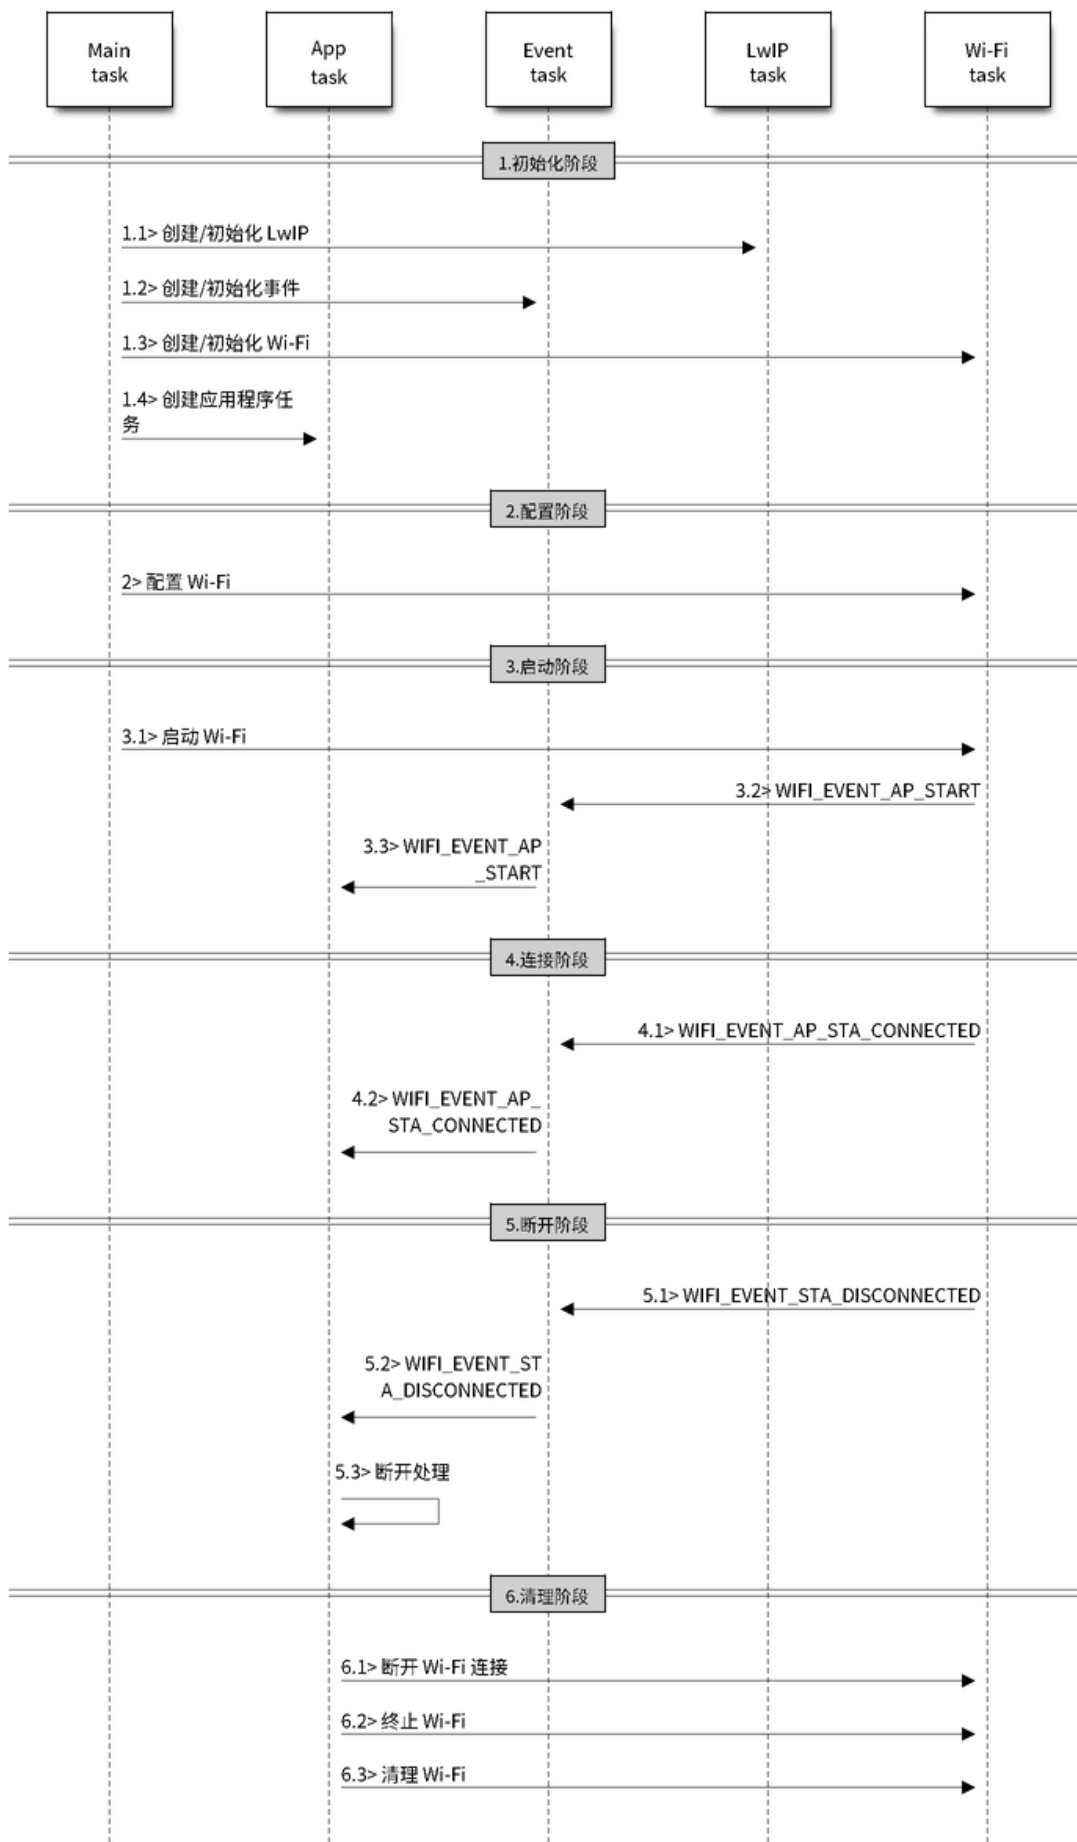 Main
task
App
task
Event
task
LwIP
task
Wi-Fi
task
1.初始化阶段
1.1> 创建/初始化 LwIP
1.2> 创建/初始化事件
1.3> 创建/初始化 Wi-Fi
1.4> 创建应用程序任
务
2.配置阶段
2> 配置 Wi-Fi
3.启动阶段
3.1> 启动 Wi-Fi
3.2> WIFI_EVENT_AP_START
3.3> WIFI_EVENT_AP
_START
4.连接阶段
4.1> WIFI_EVENT_AP_STA_CONNECTED
4.2> WIFI_EVENT_AP_
STA_CONNECTED
5.断开阶段
5.1> WIFI_EVENT_STA_DISCONNECTED
5.2> WIFI_EVENT_ST
A_DISCONNECTED
5.3> 断开处理
6.清理阶段
6.1> 断开 Wi-Fi 连接
6.2> 终止 Wi-Fi
6.3> 清理 Wi-Fi